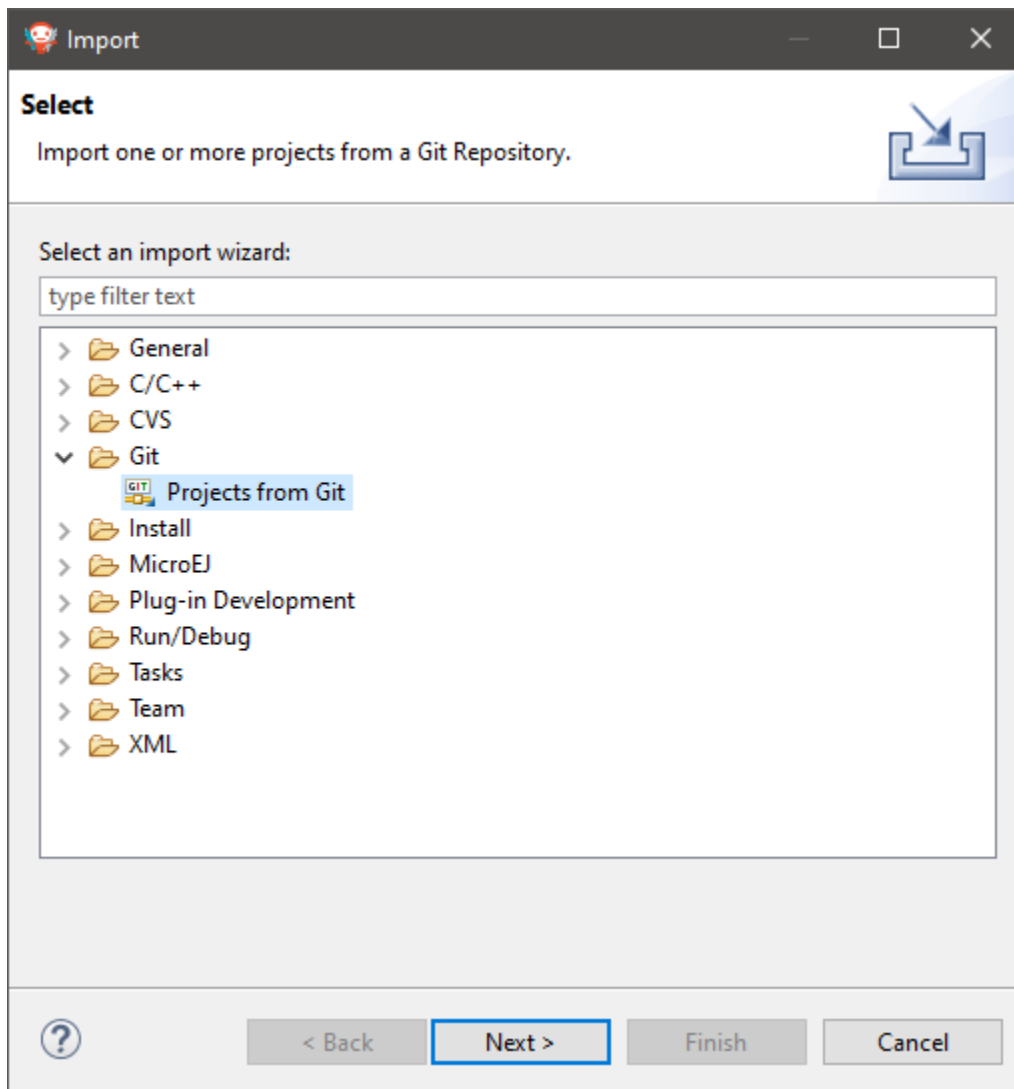 Import
Select
Import one or more projects from a Git Repository.
Select an import wizard:
type filter text
General
C/C++
CVS
Git
GIT Projects from Git
Install
MicroEJ
Plug-in Development
Run/Debug
Tasks
Team
XML
? < Back Next > Finish Cancel